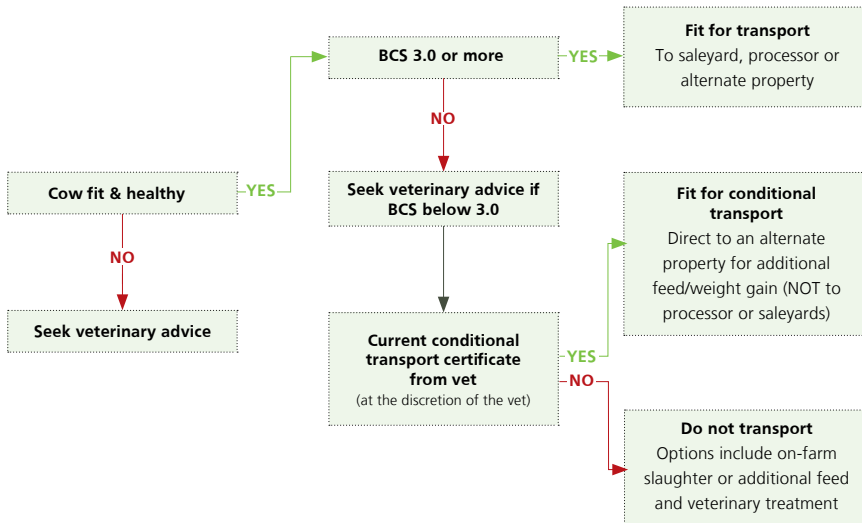 Cow fit & healthy
NO
Seek veterinary advice
YES
BCS 3.0 or more
NO
Seek veterinary advice if
BCS below 3.0
Current conditional
transport certificate
from vet
(at the discretion of the vet)
YES
Fit for transport
To saleyard, processor or
alternate property
YES
Fit for conditional
transport
Direct to an alternate
property for additional
feed/weight gain (NOT to
processor or saleyards)
NO
Do not transport
Options include on-farm
slaughter or additional feed
and veterinary treatment